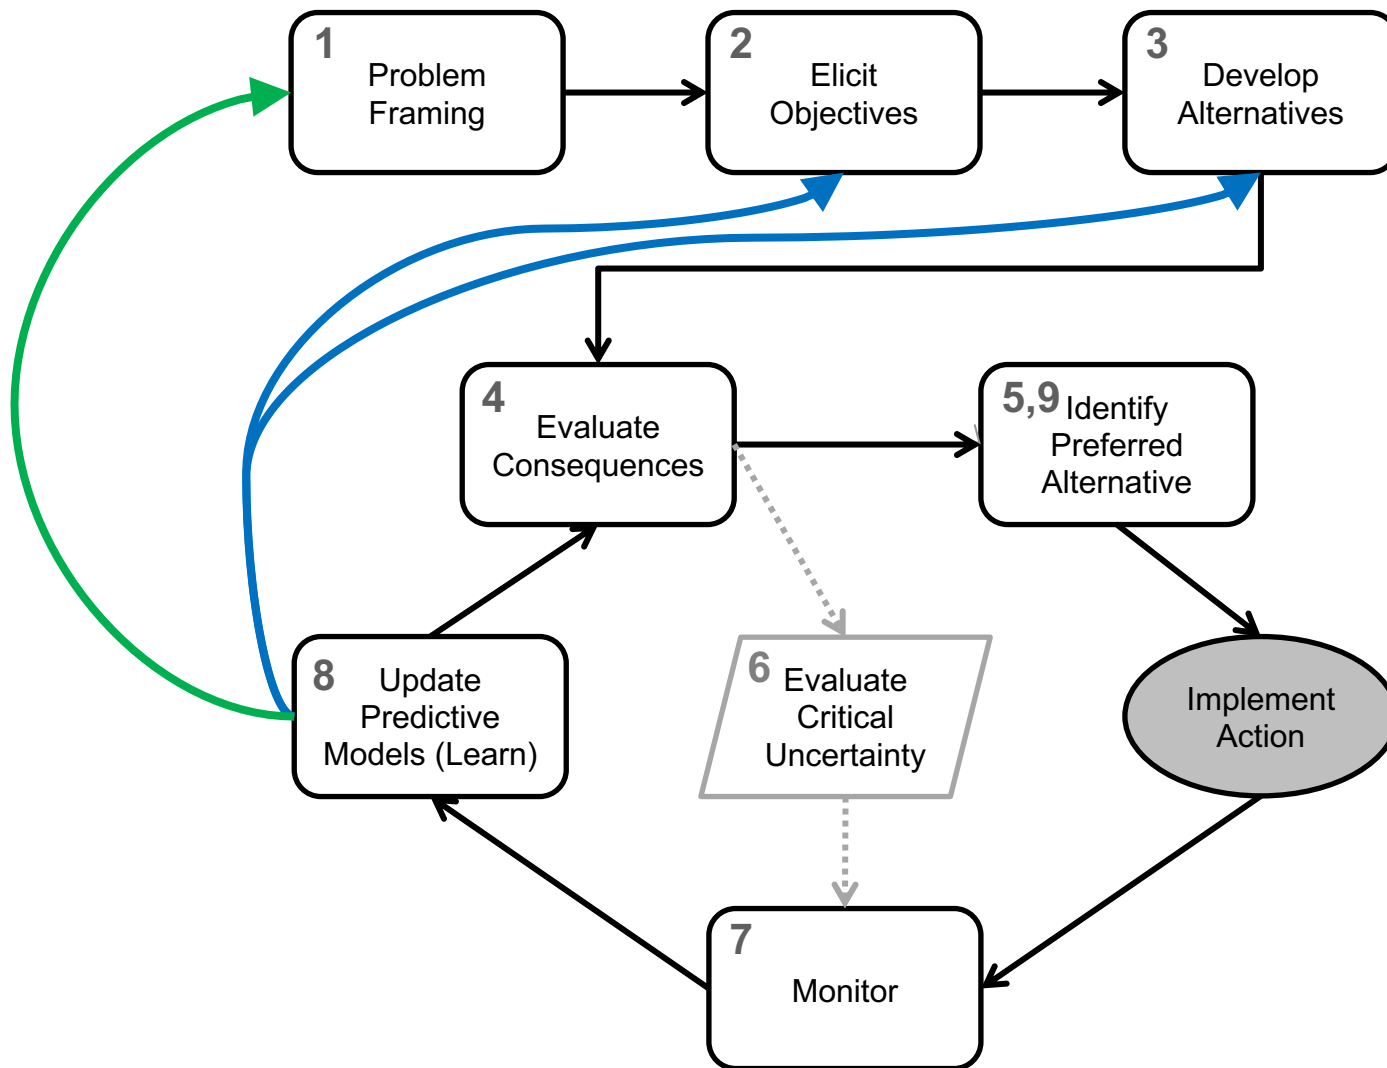 1
Problem
Framing
2
Elicit
Objectives
3
Develop
Alternatives
4
Evaluate
Consequences
5,9
Identify
Preferred
Alternative
8
Update
Predictive
Models (Learn)
6
Evaluate
Critical
Uncertainty
Implement
Action
7
Monitor